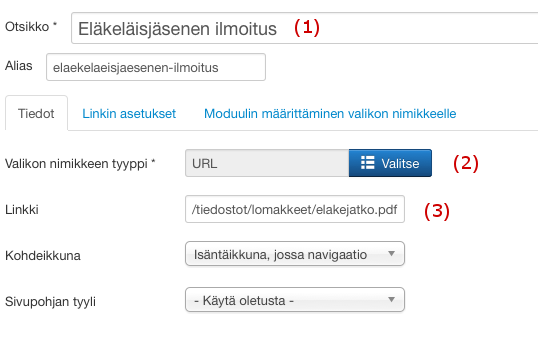 Otsikko * Eläkeläisjäsenen ilmoitus (1)
Alias elaekelaeisjaesenen-ilmoitus
Tiedot Linkin asetukset Moduulin määrittäminen valikon nimikkeelle
Valikon nimikkeen tyyppi * URL Valitse (2)
Linkki /tiedostot/lomakkeet/elakejatko.pdf (3)
Kohdeikkuna Isäntäikkuna, jossa navigaatio
Sivupohjan tyyli - Käytä oletusta -